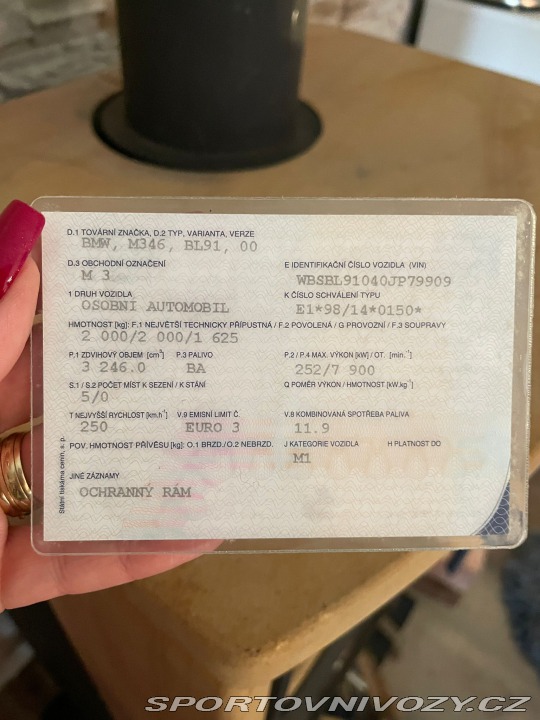 D.1 TOVÁRNÍ ZNAČKA, D.2 TYP, VARIANTA, VERZE
BMW, M346, BL91, 00
D.3 OBCHODNÍ OZNAČENÍ E IDENTIFIKAČNÍ ČÍSLO VOZIDLA (VIN)
M 3 WBSBL91040JP79909
1 DRUH VOZIDLA K ČÍSLO SCHVÁLENÍ TYPU
OSOBNÍ AUTOMOBIL E1*98/14*0150*
HMOTNOST [kg]: F.1 NEJVĚTŠÍ TECHNICKY PŘÍPUSTNÁ / F.2 POVOLENÁ / G PROVOZNÍ / F.3 SOUPRAVY
2 000/2 000/1 625
P.1 ZDVIHOVÝ OBJEM [cm³] P.3 PALIVO P.2 / P.4 MAX. VÝKON [kW] / OT. [min.⁻¹]
3 246.0 BA 252/7 900
S.1 / S.2 POČET MÍST K SEZENÍ / K STÁNÍ Q POMĚR VÝKON / HMOTNOST [kW.kg⁻¹]
5/0
T NEJVYŠŠÍ RYCHLOST [km.h⁻¹] V.9 EMISNÍ LIMIT Č. V.8 KOMBINOVANÁ SPOTŘEBA PALIVA
250 EURO 3 11.9
POV. HMOTNOST PŘÍVĚSU [kg]: O.1 BRZD./O.2 NEBRZD. J KATEGORIE VOZIDLA H PLATNOST DO
M1
JINÉ ZÁZNAMY
OCHRANNÝ RÁM
Státní tiskárna cenin, s. p.
SPORTOVNIVOZY.CZ